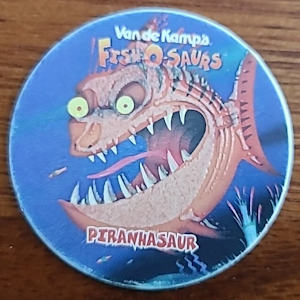 Van de Kamp's
FISH-O-SAURS
PIRANHASAUR